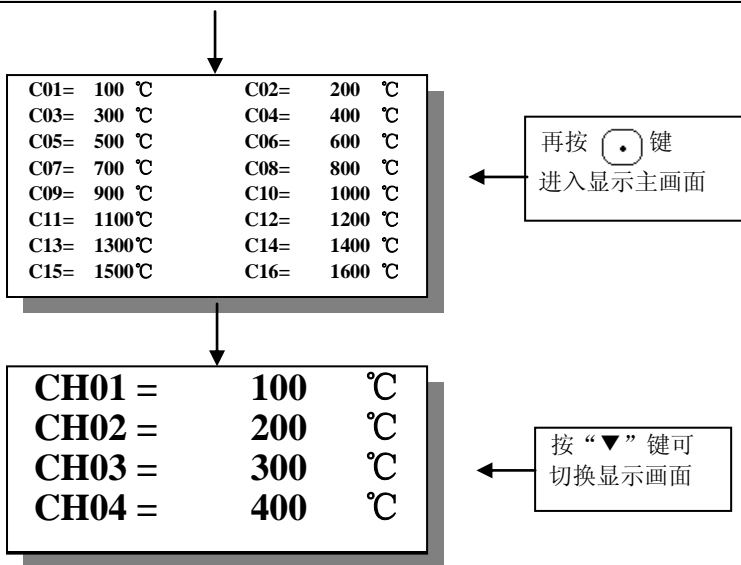 C01= 100 ℃ C02= 200 ℃
C03= 300 ℃ C04= 400 ℃
C05= 500 ℃ C06= 600 ℃
C07= 700 ℃ C08= 800 ℃
C09= 900 ℃ C10= 1000 ℃
C11= 1100℃ C12= 1200 ℃
C13= 1300℃ C14= 1400 ℃
C15= 1500℃ C16= 1600 ℃
再按 (·) 键
进入显示主画面
CH01 = 100 ℃
CH02 = 200 ℃
CH03 = 300 ℃
CH04 = 400 ℃
按“▼”键可
切换显示画面